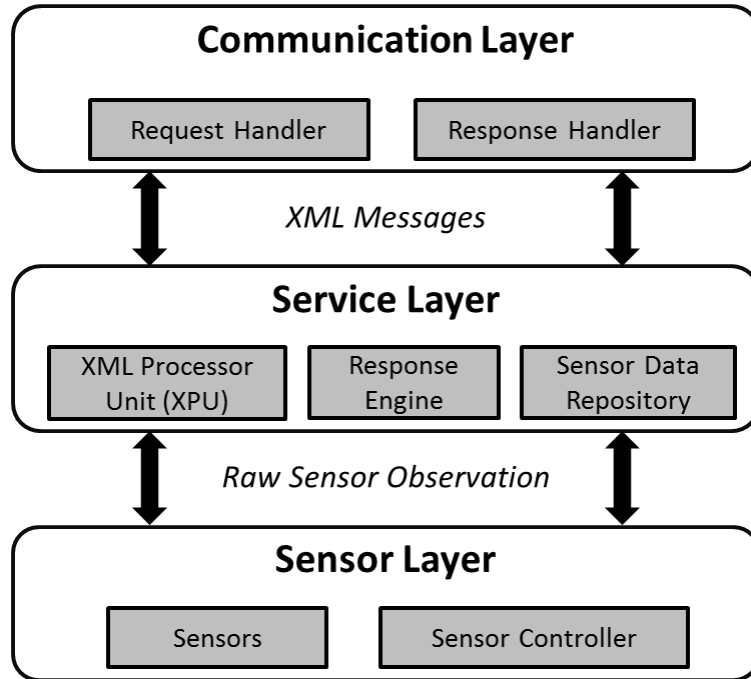 Communication Layer
Request Handler
Response Handler
XML Messages
Service Layer
XML Processor
Unit (XPU)
Response
Engine
Sensor Data
Repository
Raw Sensor Observation
Sensor Layer
Sensors
Sensor Controller